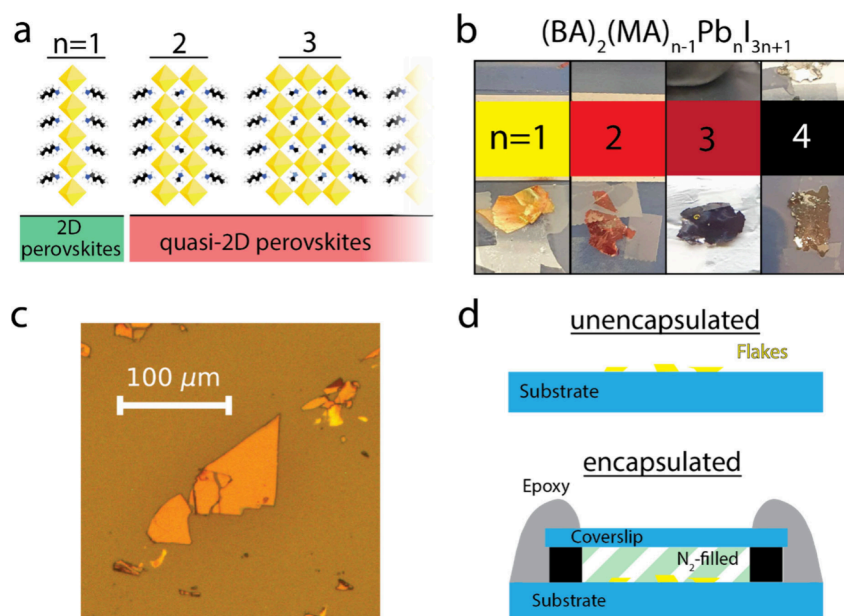 a
n=1
2
3
2D
perovskites
quasi-2D perovskites
b
(BA)₂(MA)ₙ₋₁PbₙI₃ₙ₊₁
n=1
2
3
4
c
100 μm
d
unencapsulated
Flakes
Substrate
encapsulated
Epoxy
Coverslip
N₂-filled
Substrate